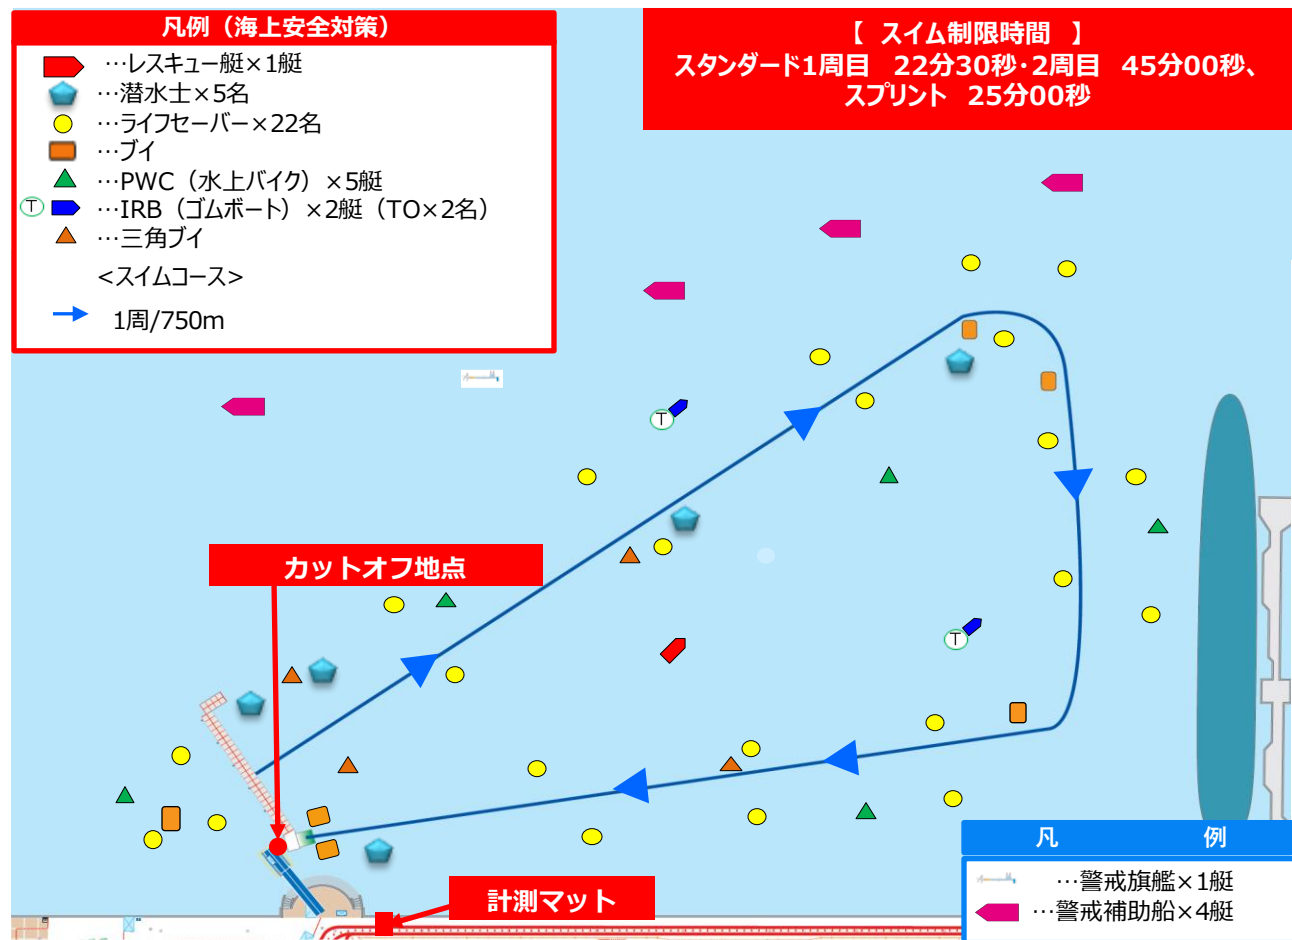 凡例（海上安全対策）
…レスキュー艇×1艇
…潜水士×5名
…ライフセーバー×22名
…ブイ
…PWC（水上バイク）×5艇
T …IRB（ゴムボート）×2艇（TO×2名）
…三角ブイ
<スイムコース>
1周/750m
【 スイム制限時間 】
スタンダード1周目 22分30秒・2周目 45分00秒、
スプリント 25分00秒
T
カットオフ地点
T
計測マット
凡 例
…警戒旗艦×1艇
…警戒補助船×4艇